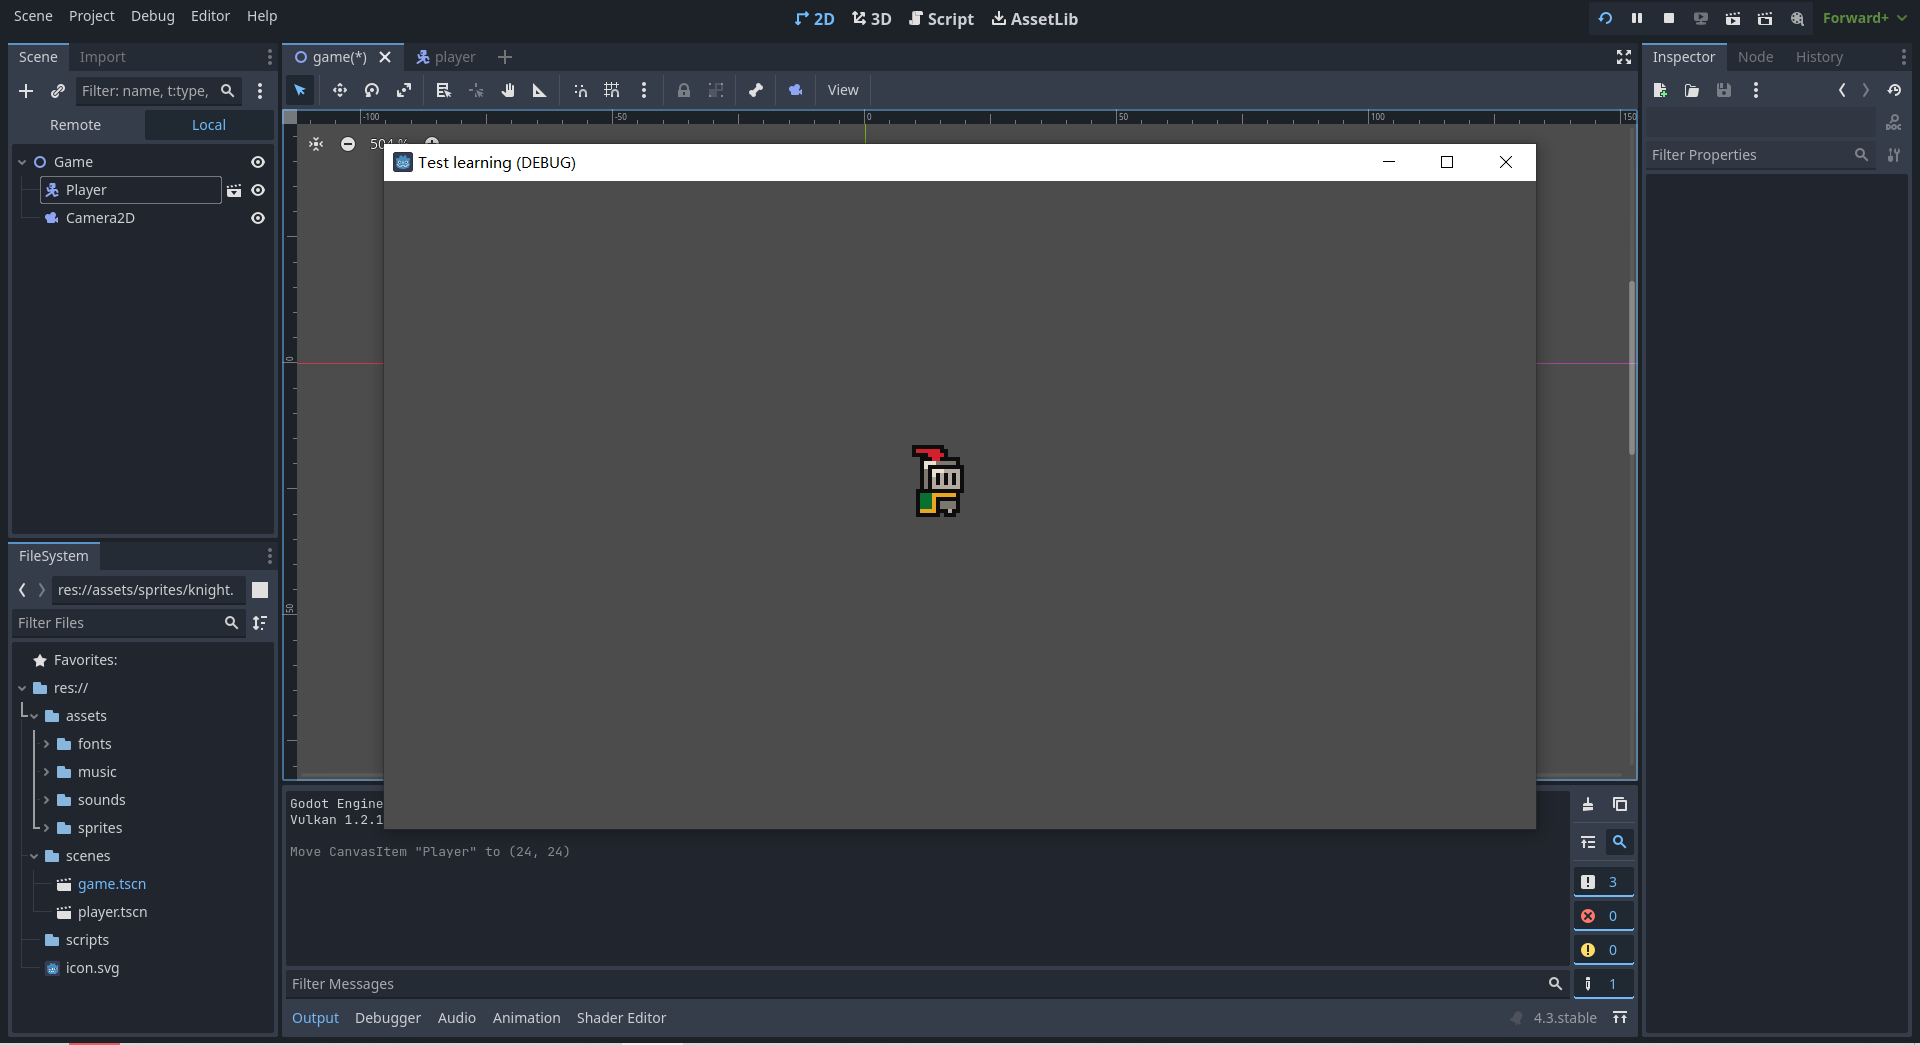 Scene Project Debug Editor Help
2D 3D Script AssetLib
Forward+
Scene Import
game(*) player
Inspector Node History
Filter: name, t:type,
View
Remote Local
-100 -50 0 50 100 150
Filter Properties
Game
Player
Camera2D
Test learning (DEBUG)
0
50
FileSystem
res://assets/sprites/knight.
Filter Files
Favorites:
res://
assets
fonts
music
sounds
sprites
scenes
game.tscn
player.tscn
scripts
icon.svg
Godot Engine
Vulkan 1.2.1
Move CanvasItem "Player" to (24, 24)
3
0
0
1
Filter Messages
Output Debugger Audio Animation Shader Editor
4.3.stable